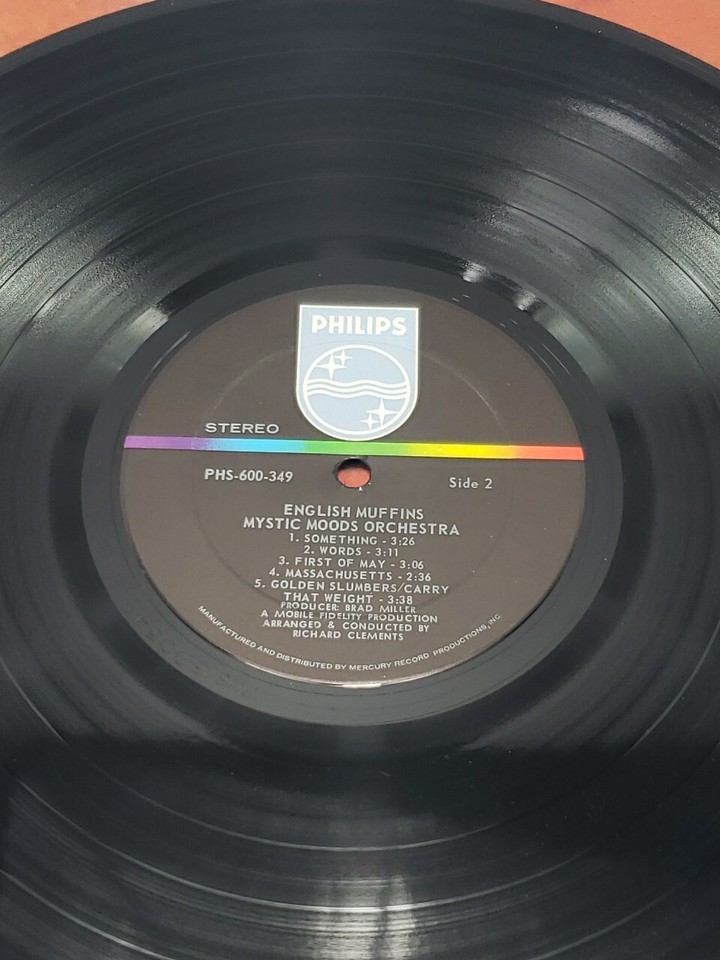 PHILIPS
STEREO
PHS-600-349
Side 2
ENGLISH MUFFINS
MYSTIC MOODS ORCHESTRA
1. SOMETHING - 3:26
2. WORDS - 3:11
3. FIRST OF MAY - 3:06
4. MASSACHUSETTS - 2:36
5. GOLDEN SLUMBERS/CARRY
THAT WEIGHT - 3:38
PRODUCER: BRAD MILLER
A MOBILE FIDELITY PRODUCTION
ARRANGED & CONDUCTED BY
RICHARD CLEMENTS
MANUFACTURED AND DISTRIBUTED BY MERCURY RECORD PRODUCTIONS, INC